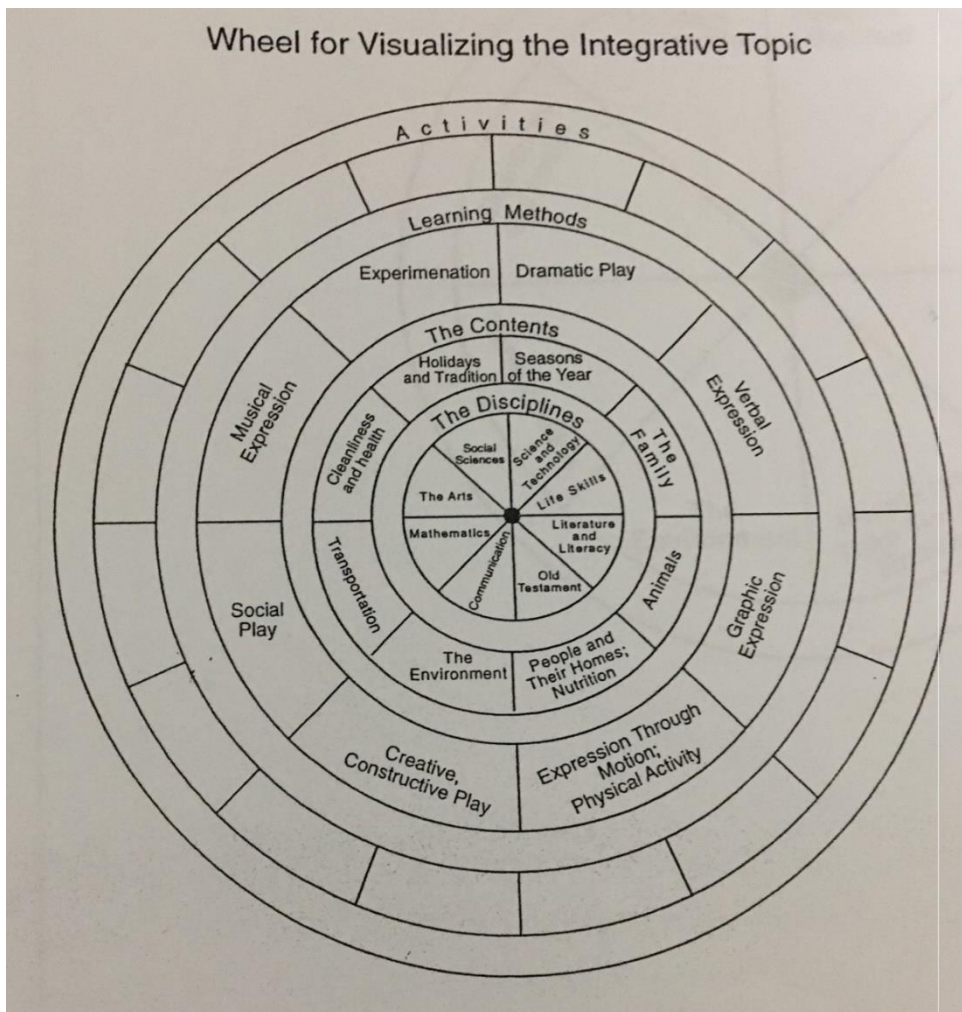 Wheel for Visualizing the Integrative Topic
Activities
Learning Methods
Experimenation
Dramatic Play
Verbal
Expression
Graphic
Expression
Expression Through
Motion;
Physical Activity
Creative,
Constructive Play
Social
Play
Musical
Expression
The Contents
Holidays
and Tradition
Seasons
of the Year
The
Family
Animals
People and
Their Homes;
Nutrition
The
Environment
Transportation
Cleanliness
and health
The Disciplines
Social
Sciences
Science
and
Technology
Life Skills
Literature
and
Literacy
Old
Testament
Communication
Mathematics
The Arts